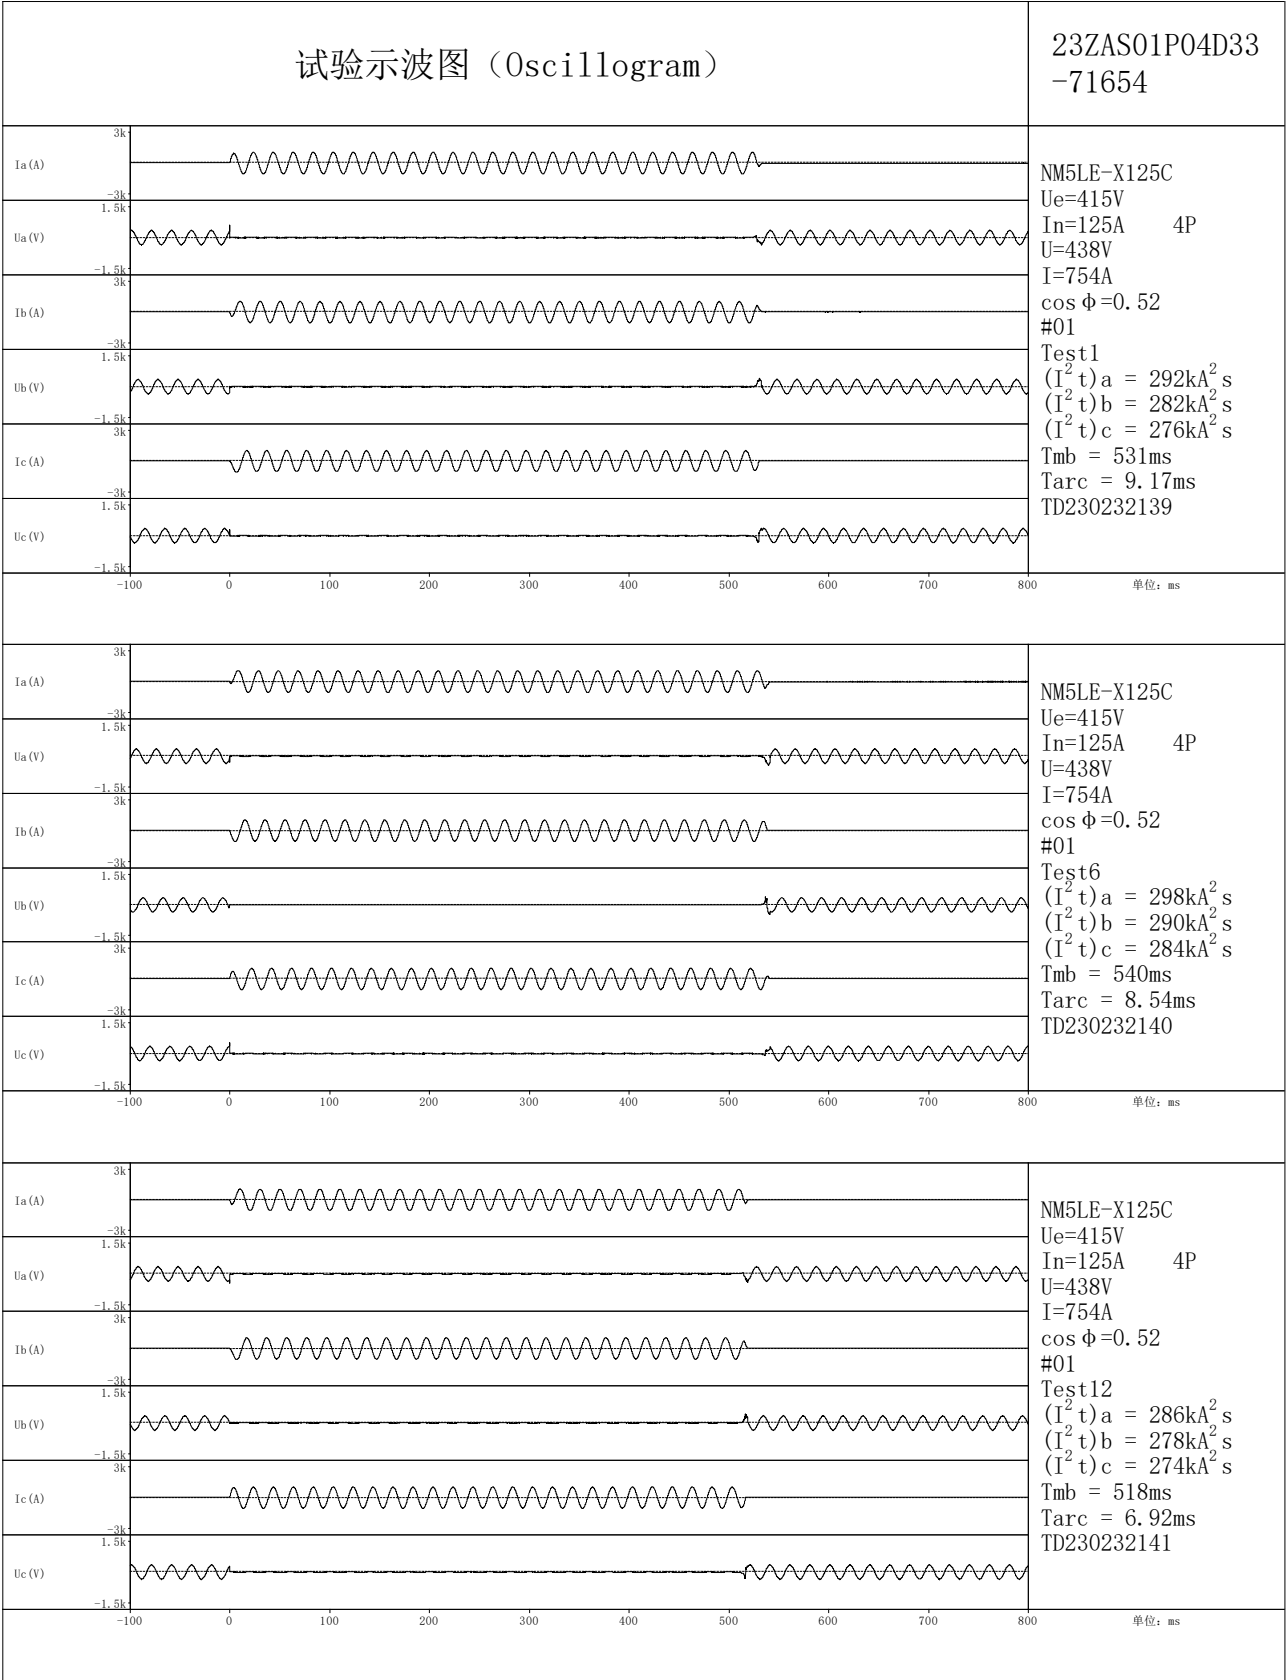 试验示波图（Oscillogram）
23ZAS01P04D33
-71654
3k
Ia(A)
-3k
1.5k
Ua(V)
-1.5k
3k
Ib(A)
-3k
1.5k
Ub(V)
-1.5k
3k
Ic(A)
-3k
1.5k
Uc(V)
-1.5k
-100 0 100 200 300 400 500 600 700 800 单位: ms
NM5LE-X125C
Ue=415V
In=125A 4P
U=438V
I=754A
cosΦ=0.52
#01
Test1
(I²t)a = 292kA²s
(I²t)b = 282kA²s
(I²t)c = 276kA²s
Tmb = 531ms
Tarc = 9.17ms
TD230232139
3k
Ia(A)
-3k
1.5k
Ua(V)
-1.5k
3k
Ib(A)
-3k
1.5k
Ub(V)
-1.5k
3k
Ic(A)
-3k
1.5k
Uc(V)
-1.5k
-100 0 100 200 300 400 500 600 700 800 单位: ms
NM5LE-X125C
Ue=415V
In=125A 4P
U=438V
I=754A
cosΦ=0.52
#01
Test6
(I²t)a = 298kA²s
(I²t)b = 290kA²s
(I²t)c = 284kA²s
Tmb = 540ms
Tarc = 8.54ms
TD230232140
3k
Ia(A)
-3k
1.5k
Ua(V)
-1.5k
3k
Ib(A)
-3k
1.5k
Ub(V)
-1.5k
3k
Ic(A)
-3k
1.5k
Uc(V)
-1.5k
-100 0 100 200 300 400 500 600 700 800 单位: ms
NM5LE-X125C
Ue=415V
In=125A 4P
U=438V
I=754A
cosΦ=0.52
#01
Test12
(I²t)a = 286kA²s
(I²t)b = 278kA²s
(I²t)c = 274kA²s
Tmb = 518ms
Tarc = 6.92ms
TD230232141